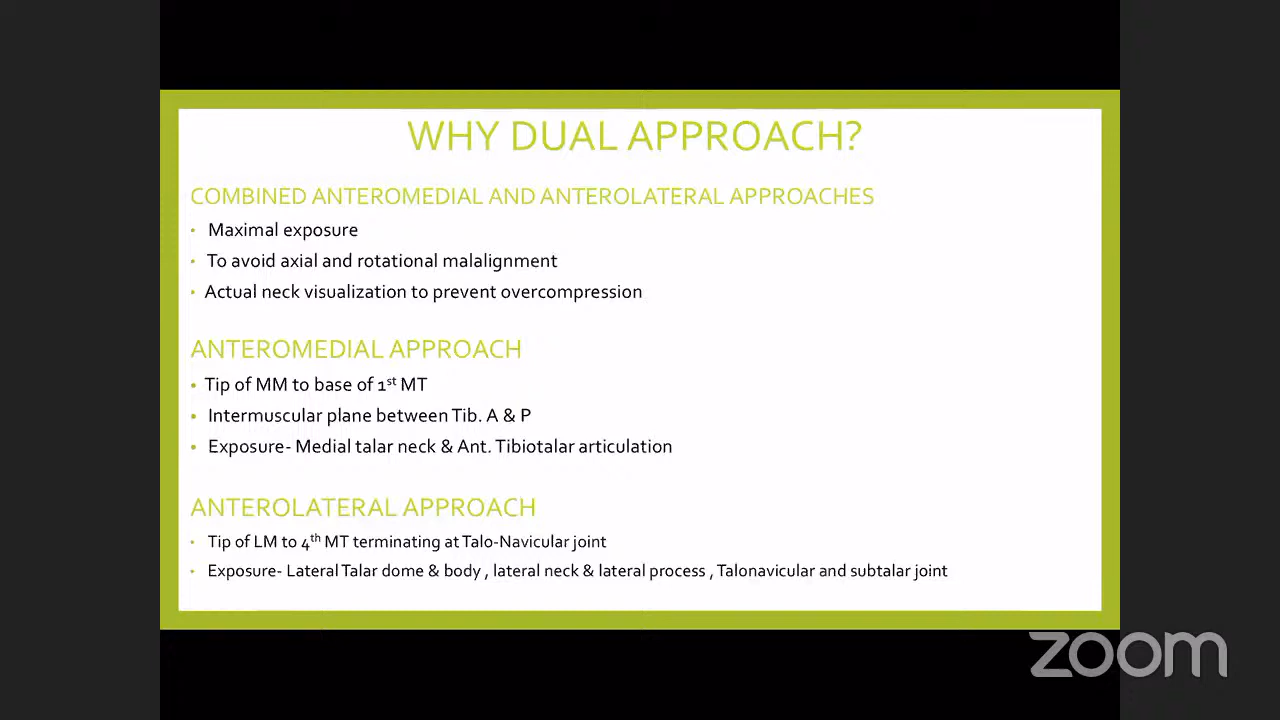 WHY DUAL APPROACH?
COMBINED ANTEROMEDIAL AND ANTEROLATERAL APPROACHES
• Maximal exposure
• To avoid axial and rotational malalignment
• Actual neck visualization to prevent overcompression
ANTEROMEDIAL APPROACH
• Tip of MM to base of 1st MT
• Intermuscular plane between Tib. A & P
• Exposure- Medial talar neck & Ant. Tibiotalar articulation
ANTEROLATERAL APPROACH
• Tip of LM to 4th MT terminating at Talo-Navicular joint
• Exposure- Lateral Talar dome & body , lateral neck & lateral process , Talonavicular and subtalar joint
zoom